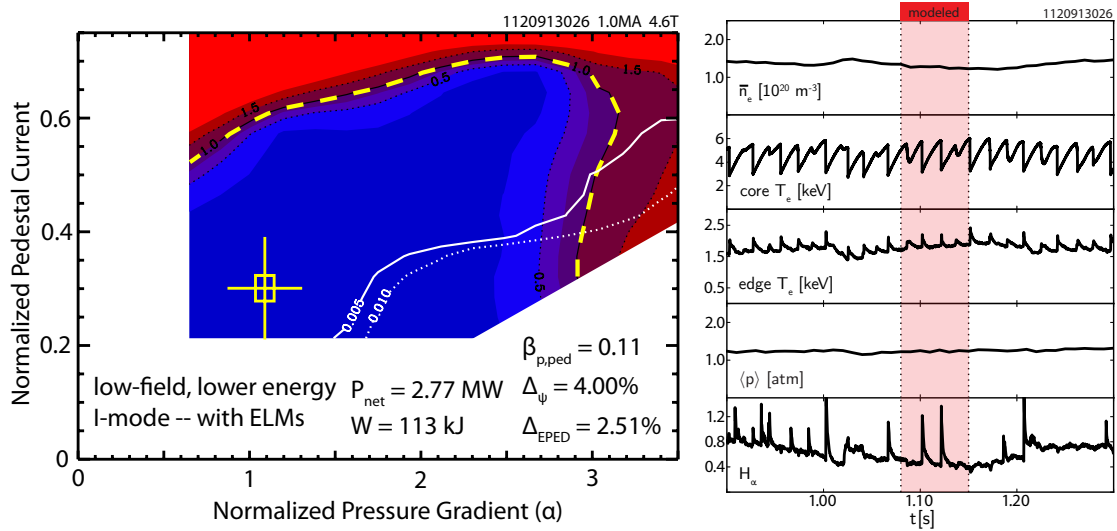 1120913026 1.0MA 4.6T
Normalized Pedestal Current
0.6
0.4
0.2
0
1.5
1.0
0.5
1.0
1.5
0.5
0.005
0.010
low-field, lower energy
I-mode -- with ELMs
P_net = 2.77 MW
W = 113 kJ
β_p,ped = 0.11
Δ_ψ = 4.00%
Δ_EPED = 2.51%
0 1 2 3
Normalized Pressure Gradient (α)
modeled
1120913026
2.0
1.0
n̅_e [10²⁰ m⁻³]
6
4
2
core T_e [keV]
2.5
1.5
0.5
edge T_e [keV]
2.0
1.0
⟨p⟩ [atm]
1.2
0.8
0.4
H_α
1.00 1.10 1.20
t [s]